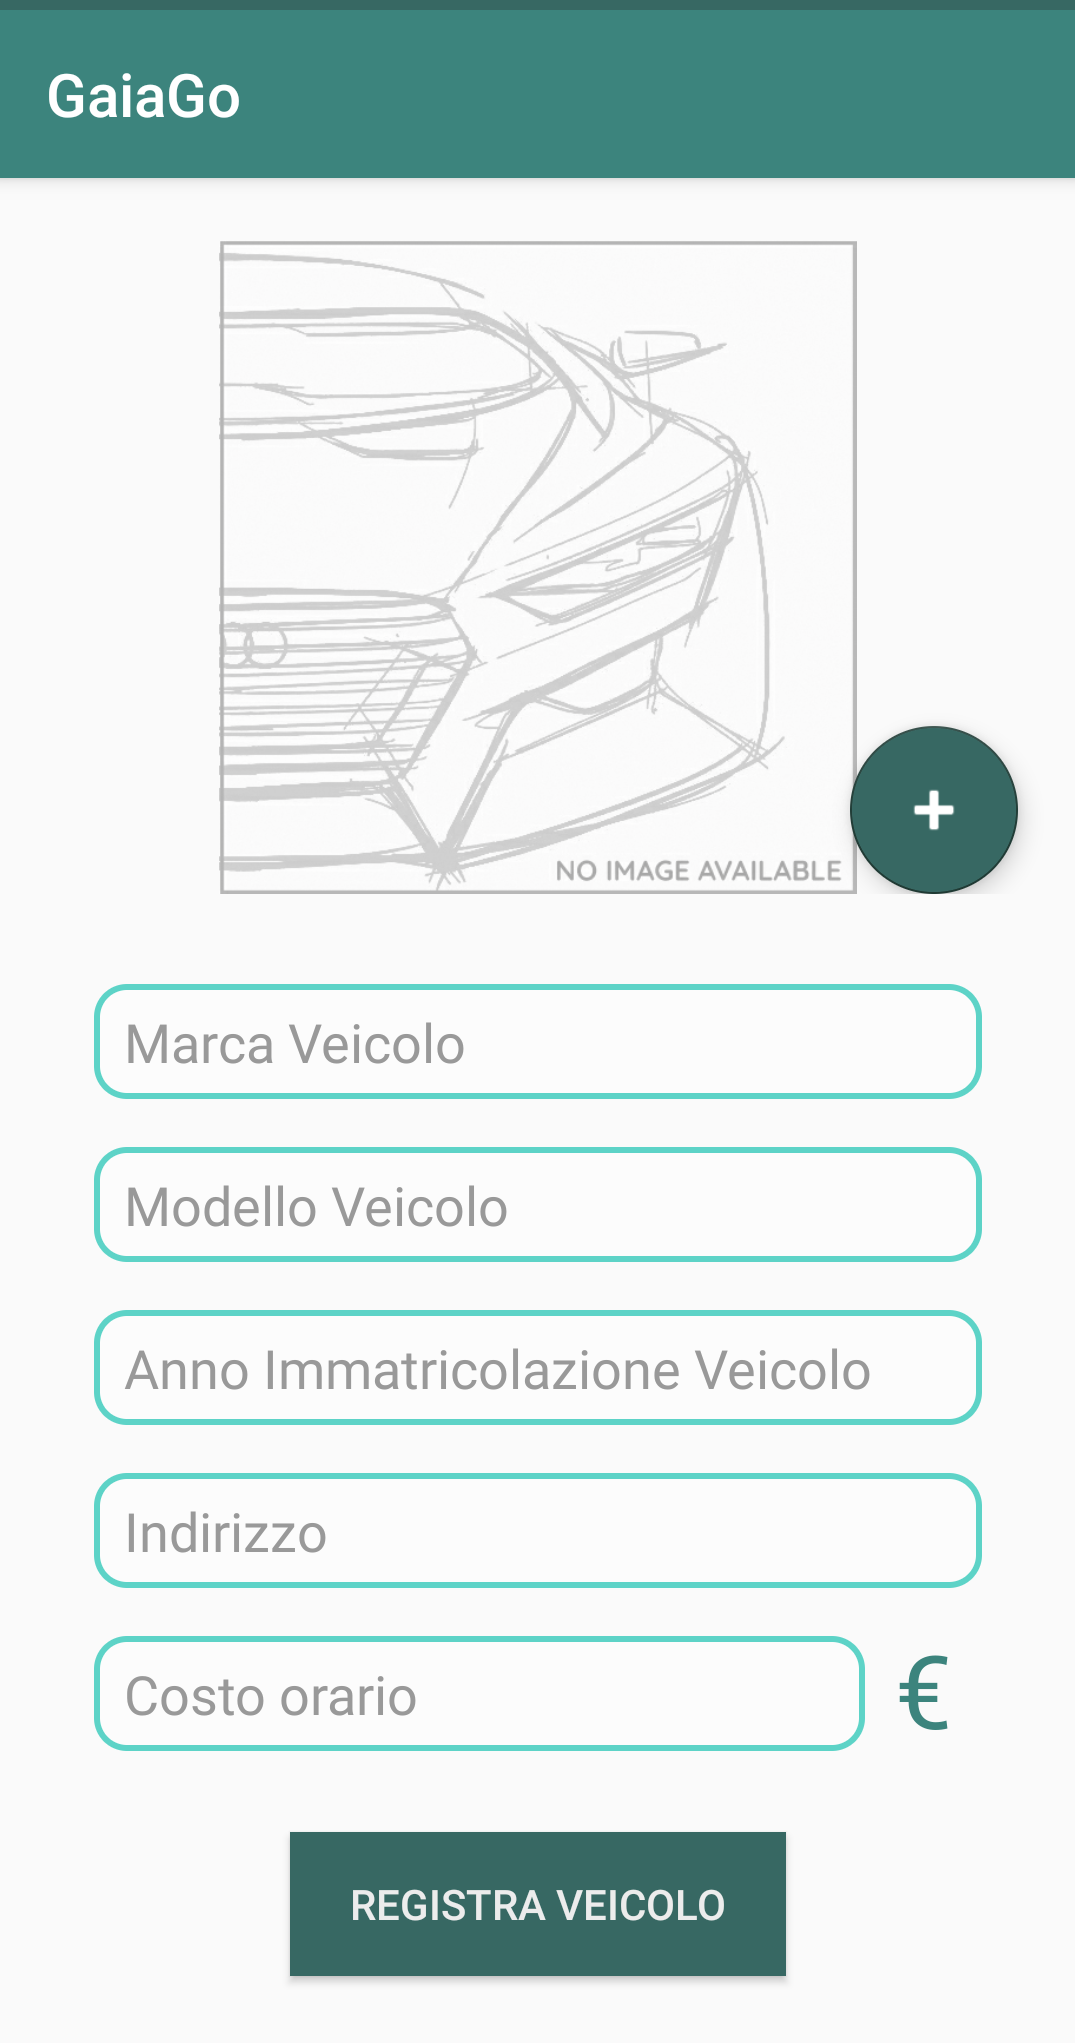 GaiaGo
NO IMAGE AVAILABLE
+
Marca Veicolo
Modello Veicolo
Anno Immatricolazione Veicolo
Indirizzo
Costo orario €
REGISTRA VEICOLO